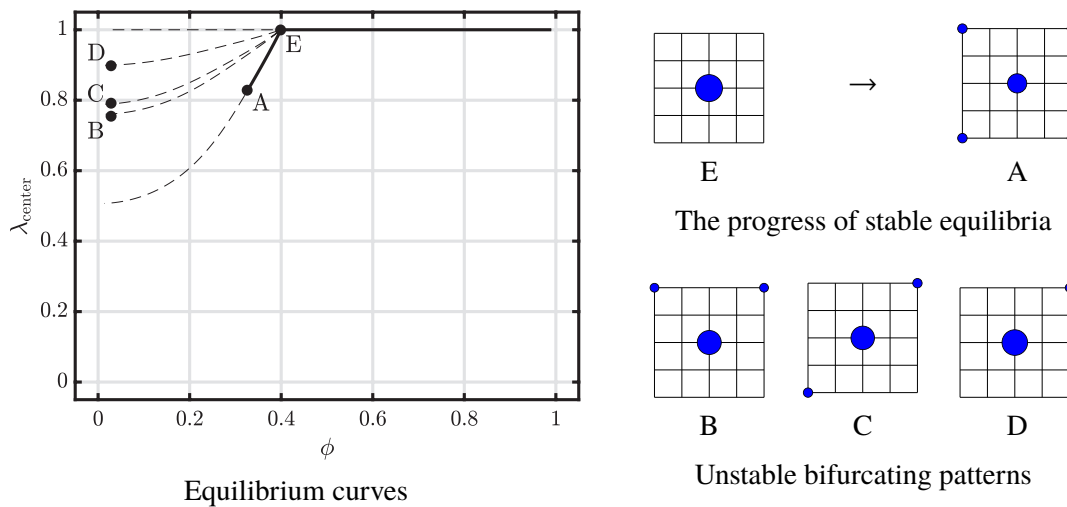 1
0.8
0.6
0.4
0.2
0
λcenter
D
C
B
E
A
0 0.2 0.4 0.6 0.8 1
ϕ
Equilibrium curves
→
E A
The progress of stable equilibria
B C D
Unstable bifurcating patterns